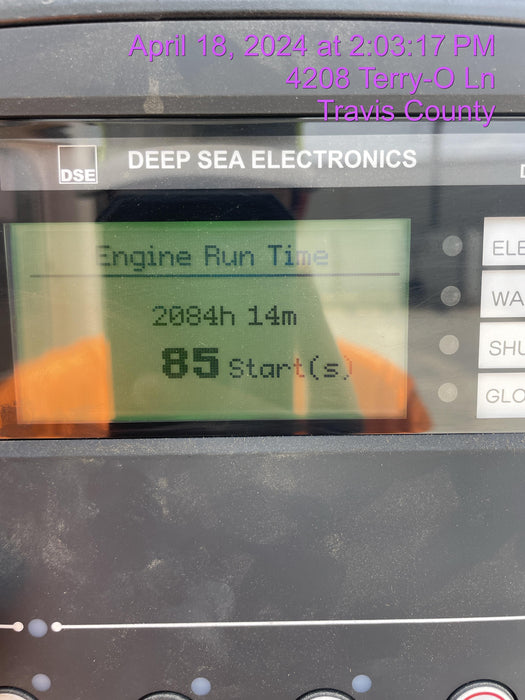 April 18, 2024 at 2:03:17 PM
4208 Terry-O Ln
Travis County
DSE
DEEP SEA ELECTRONICS
Engine Run Time
2084h 14m
85 Start(s)
ELE
WA
SHU
GLO